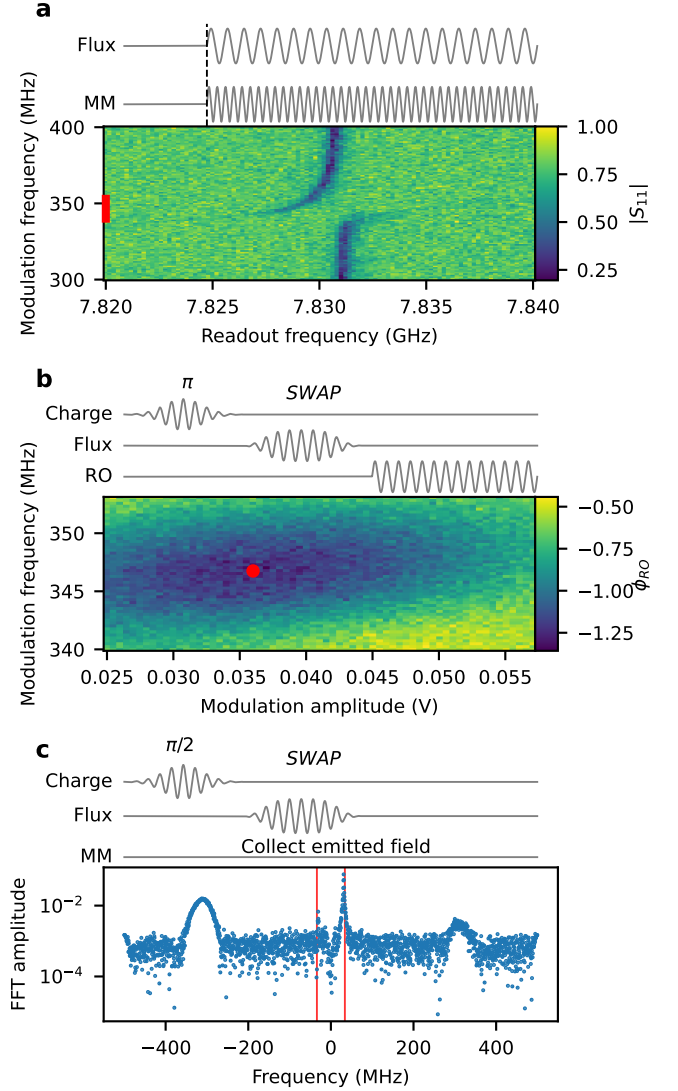 a
Flux
MM
Modulation frequency (MHz)
400
350
300
7.820 7.825 7.830 7.835 7.840
Readout frequency (GHz)
1.00
0.75
0.50
0.25
|S₁₁|
b
π
SWAP
Charge
Flux
RO
Modulation frequency (MHz)
350
345
340
0.025 0.030 0.035 0.040 0.045 0.050 0.055
Modulation amplitude (V)
−0.50
−0.75
−1.00
−1.25
ϕ_RO
c
π/2
SWAP
Charge
Flux
MM
Collect emitted field
FFT amplitude
10⁻²
10⁻⁴
−400 −200 0 200 400
Frequency (MHz)